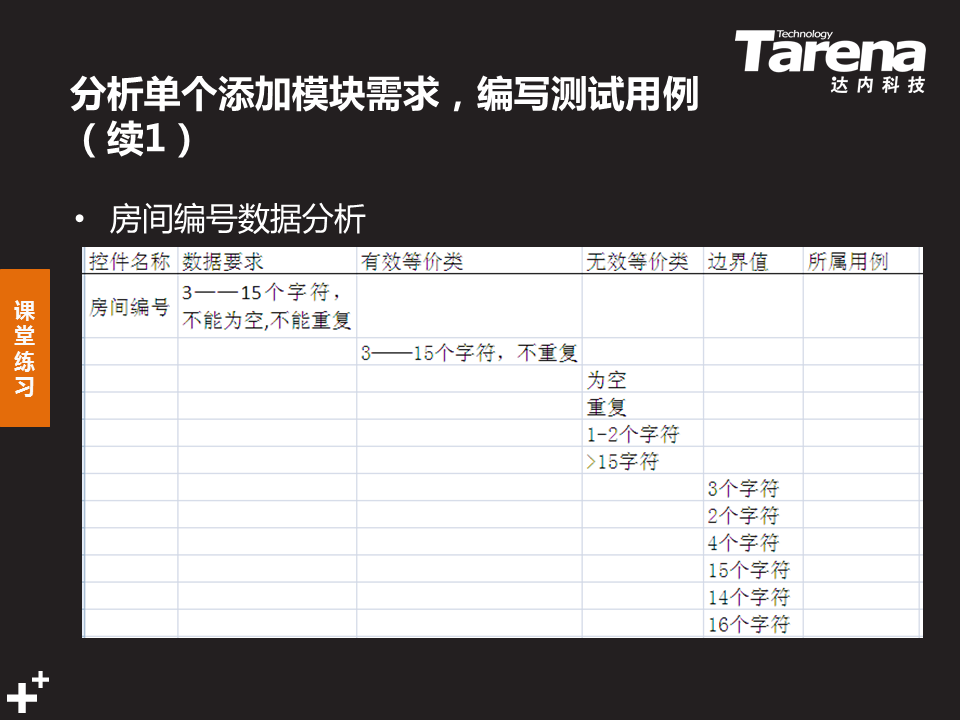 Technology
Tarena
达内科技
分析单个添加模块需求，编写测试用例
（续1）
• 房间编号数据分析
课堂练习
控件名称 数据要求 有效等价类 无效等价类 边界值 所属用例
房间编号 3——15个字符，
不能为空,不能重复
3——15个字符，不重复
为空
重复
1-2个字符
>15字符
3个字符
2个字符
4个字符
15个字符
14个字符
16个字符